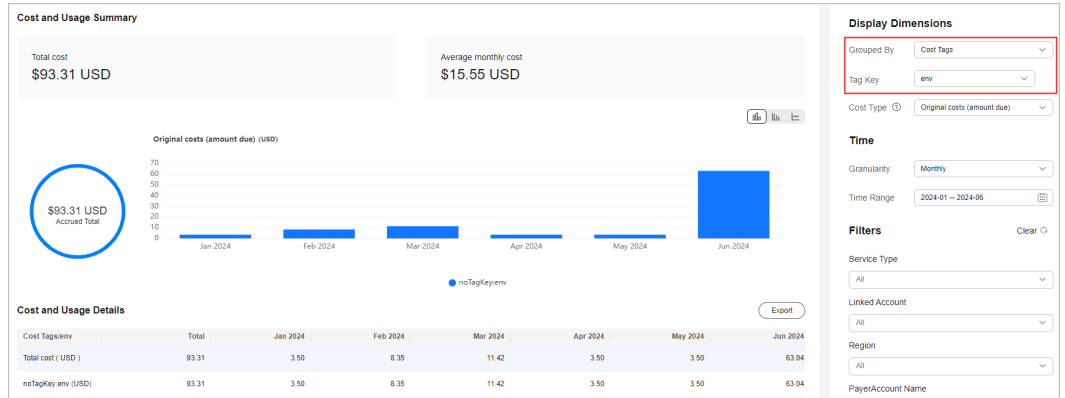 Cost and Usage Summary
Total cost
$93.31 USD
Average monthly cost
$15.55 USD
Original costs (amount due) (USD)
70
60
50
40
30
20
10
0
$93.31 USD
Accrued Total
Jan 2024 Feb 2024 Mar 2024 Apr 2024 May 2024 Jun 2024
noTagKey:env
Cost and Usage Details
Export
Cost Tags/env Total Jan 2024 Feb 2024 Mar 2024 Apr 2024 May 2024 Jun 2024
Total cost ( USD ) 93.31 3.50 8.35 11.42 3.50 3.50 63.04
noTagKey:env (USD) 93.31 3.50 8.35 11.42 3.50 3.50 63.04
Display Dimensions
Grouped By Cost Tags
Tag Key env
Cost Type Original costs (amount due)
Time
Granularity Monthly
Time Range 2024-01 — 2024-06
Filters Clear
Service Type
All
Linked Account
All
Region
All
PayerAccount Name